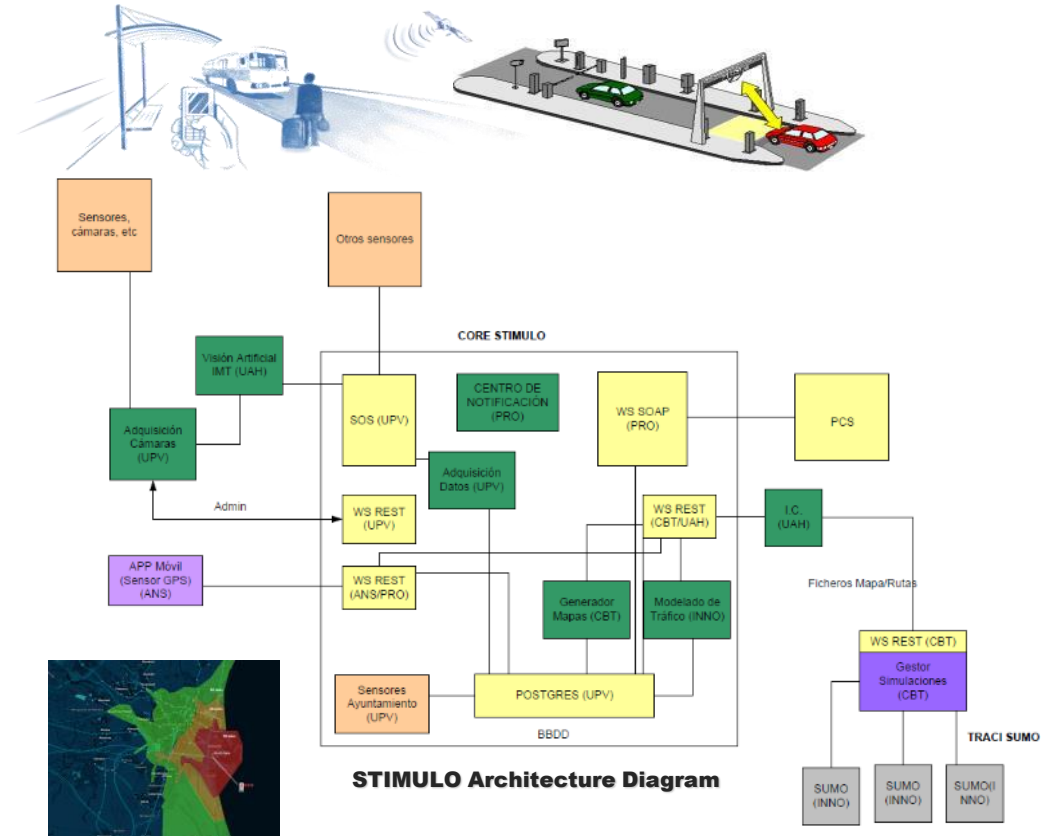 Sensores,
cámaras, etc
Otros sensores
CORE STIMULO
Visión Artificial
IMT (UAH)
SOS (UPV)
CENTRO DE
NOTIFICACIÓN
(PRO)
WS SOAP
(PRO)
PCS
Adquisición
Cámaras
(UPV)
Adquisición
Datos (UPV)
Admin
WS REST
(UPV)
WS REST
(CBT/UAH)
I.C.
(UAH)
APP Móvil
(Sensor GPS)
(ANS)
WS REST
(ANS/PRO)
Generador
Mapas (CBT)
Modelado de
Tráfico (INNO)
Ficheros Mapa/Rutas
WS REST (CBT)
Gestor
Simulaciones
(CBT)
Sensores
Ayuntamiento
(UPV)
POSTGRES (UPV)
BBDD
TRACI SUMO
STIMULO Architecture Diagram
SUMO
(INNO)
SUMO
(INNO)
SUMO(I
NNO)